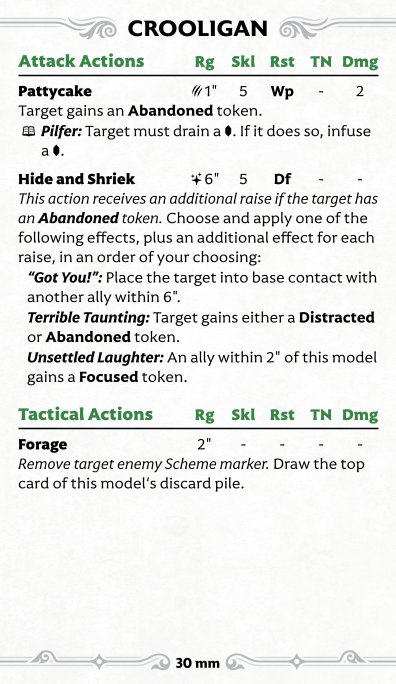 CROOLIGAN
Attack Actions Rg Skl Rst TN Dmg
Pattycake 1" 5 Wp - 2
Target gains an Abandoned token.
Pilfer: Target must drain a . If it does so, infuse
a .
Hide and Shriek 6" 5 Df - -
This action receives an additional raise if the target has
an Abandoned token. Choose and apply one of the
following effects, plus an additional effect for each
raise, in an order of your choosing:
"Got You!": Place the target into base contact with
another ally within 6".
Terrible Taunting: Target gains either a Distracted
or Abandoned token.
Unsettled Laughter: An ally within 2" of this model
gains a Focused token.
Tactical Actions Rg Skl Rst TN Dmg
Forage 2" - - - -
Remove target enemy Scheme marker. Draw the top
card of this model's discard pile.
30 mm